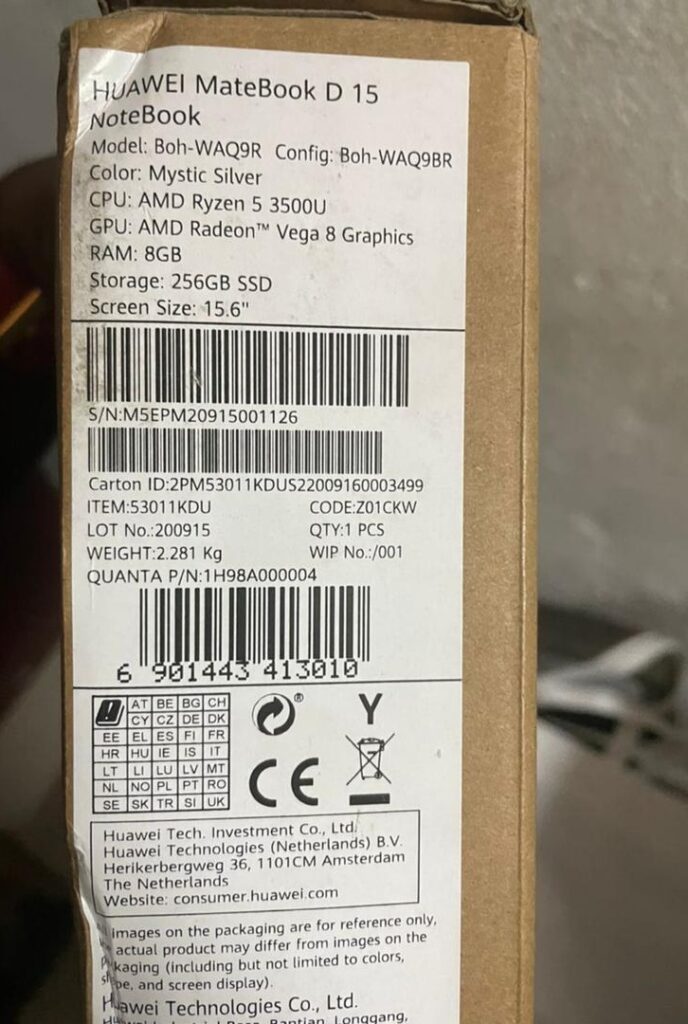 HUAWEI MateBook D 15
NoteBook
Model: Boh-WAQ9R Config: Boh-WAQ9BR
Color: Mystic Silver
CPU: AMD Ryzen 5 3500U
GPU: AMD Radeon™ Vega 8 Graphics
RAM: 8GB
Storage: 256GB SSD
Screen Size: 15.6"
S/N:M5EPM20915001126
Carton ID:2PM53011KDUS22009160003499
ITEM:53011KDU CODE:Z01CKW
LOT No.:200915 QTY:1 PCS
WEIGHT:2.281 Kg WIP No.:/001
QUANTA P/N:1H98A000004
6 901443 413010
AT BE BG CH
CY CZ DE DK
EE EL ES FI FR
HR HU IE IS IT
LT LI LU LV MT
NL NO PL PT RO
SE SK TR SI UK
® Y
CE
Huawei Tech. Investment Co., Ltd.
Huawei Technologies (Netherlands) B.V.
Herikerbergweg 36, 1101CM Amsterdam
The Netherlands
Website: consumer.huawei.com
images on the packaging are for reference only,
actual product may differ from images on the
(including but not limited to colors,
and screen display).
Huawei Technologies Co., Ltd.
Bantian, Longgang,